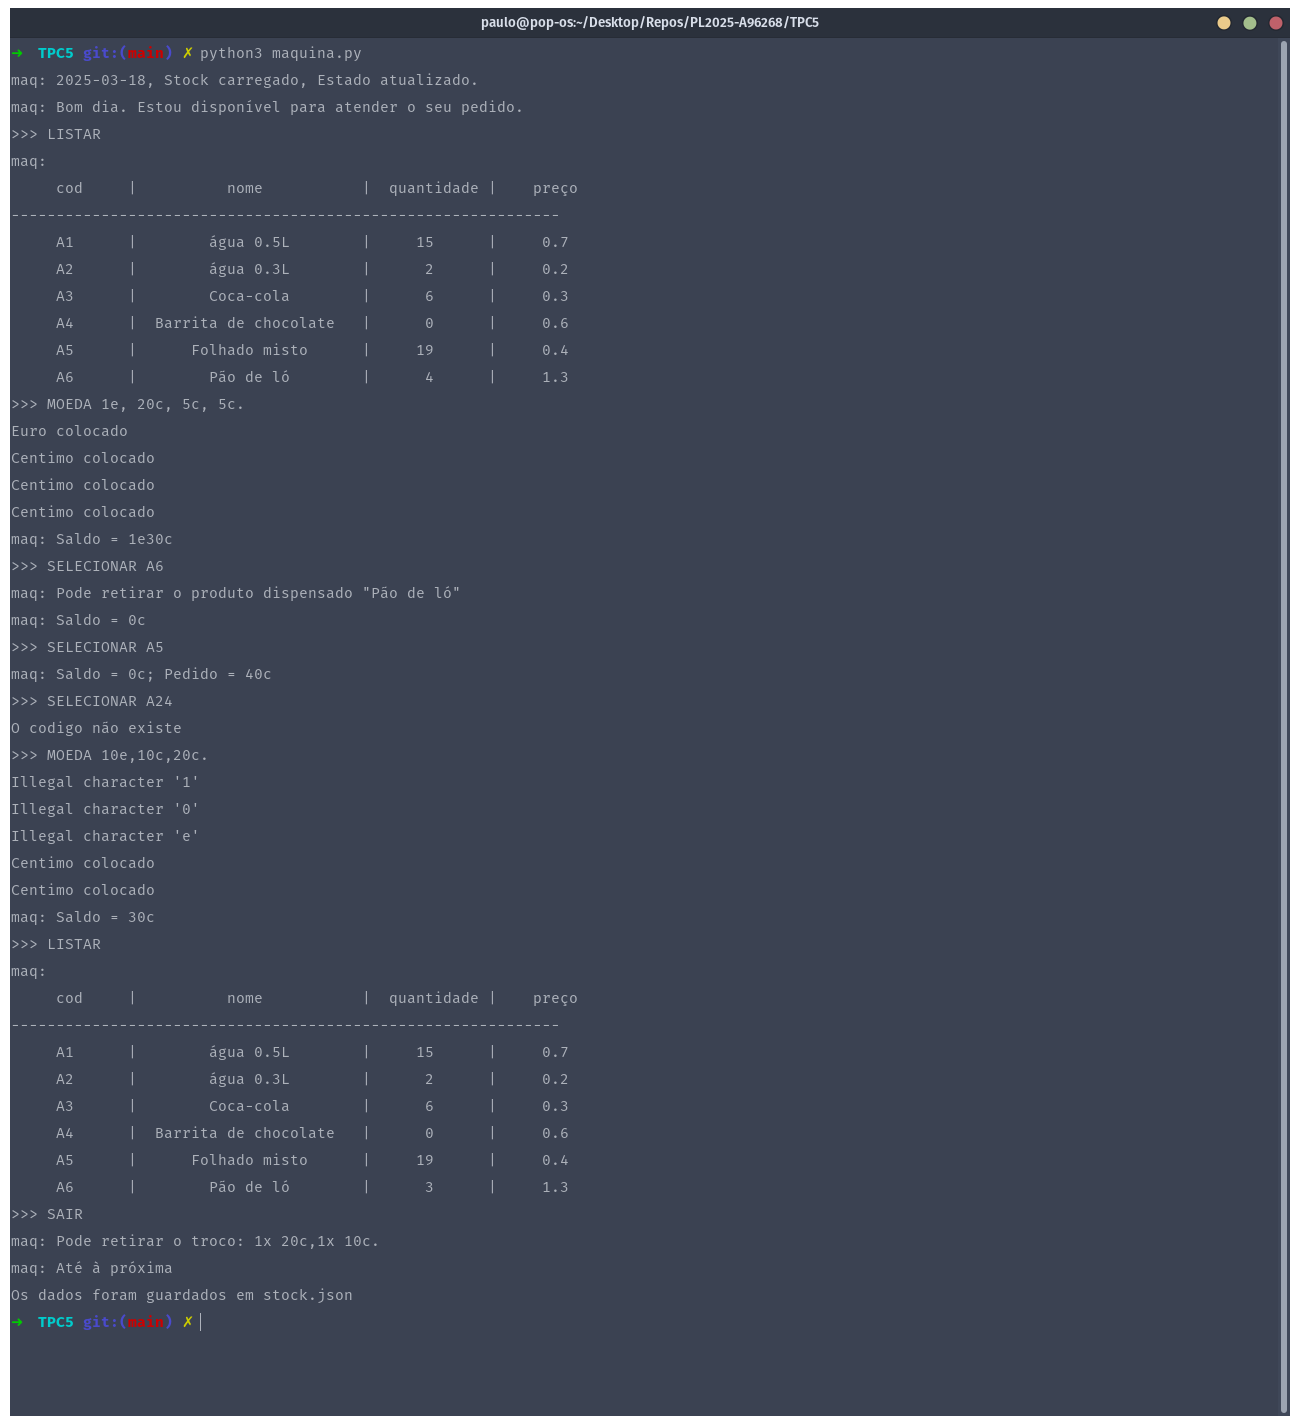 paulo@pop-os:~/Desktop/Repos/PL2025-A96268/TPC5
➜  TPC5 git:(main) ✗ python3 maquina.py
maq: 2025-03-18, Stock carregado, Estado atualizado.
maq: Bom dia. Estou disponível para atender o seu pedido.
>>> LISTAR
maq:
     cod     |          nome           |  quantidade |    preço
-------------------------------------------------------------
     A1      |        água 0.5L        |     15      |     0.7
     A2      |        água 0.3L        |      2      |     0.2
     A3      |        Coca-cola        |      6      |     0.3
     A4      |  Barrita de chocolate   |      0      |     0.6
     A5      |      Folhado misto      |     19      |     0.4
     A6      |        Pão de ló        |      4      |     1.3
>>> MOEDA 1e, 20c, 5c, 5c.
Euro colocado
Centimo colocado
Centimo colocado
Centimo colocado
maq: Saldo = 1e30c
>>> SELECIONAR A6
maq: Pode retirar o produto dispensado "Pão de ló"
maq: Saldo = 0c
>>> SELECIONAR A5
maq: Saldo = 0c; Pedido = 40c
>>> SELECIONAR A24
O codigo não existe
>>> MOEDA 10e,10c,20c.
Illegal character '1'
Illegal character '0'
Illegal character 'e'
Centimo colocado
Centimo colocado
maq: Saldo = 30c
>>> LISTAR
maq:
     cod     |          nome           |  quantidade |    preço
-------------------------------------------------------------
     A1      |        água 0.5L        |     15      |     0.7
     A2      |        água 0.3L        |      2      |     0.2
     A3      |        Coca-cola        |      6      |     0.3
     A4      |  Barrita de chocolate   |      0      |     0.6
     A5      |      Folhado misto      |     19      |     0.4
     A6      |        Pão de ló        |      3      |     1.3
>>> SAIR
maq: Pode retirar o troco: 1x 20c,1x 10c.
maq: Até à próxima
Os dados foram guardados em stock.json
➜  TPC5 git:(main) ✗